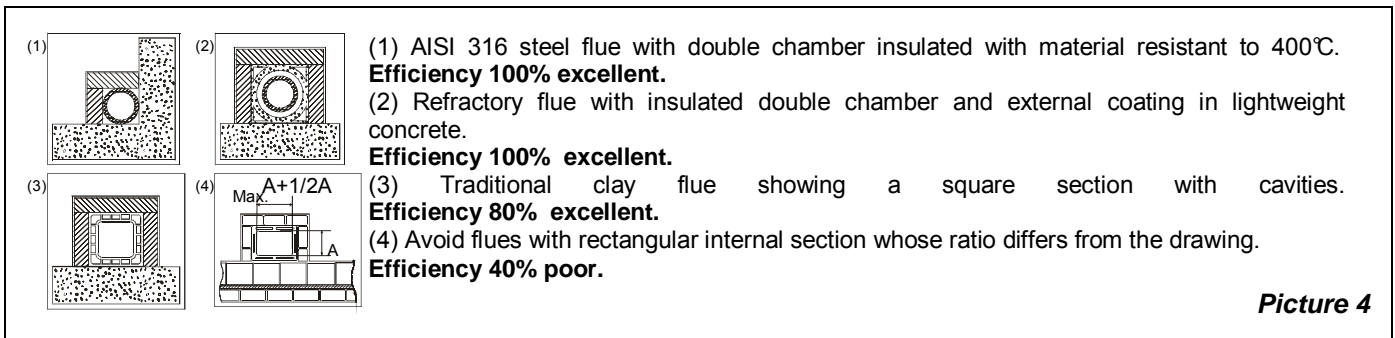 (1)
(2)
(1) AISI 316 steel flue with double chamber insulated with material resistant to 400℃.
Efficiency 100% excellent.
(2) Refractory flue with insulated double chamber and external coating in lightweight
concrete.
Efficiency 100% excellent.
(3)
(4)
A+1/2A
Max.
A
(3) Traditional clay flue showing a square section with cavities.
Efficiency 80% excellent.
(4) Avoid flues with rectangular internal section whose ratio differs from the drawing.
Efficiency 40% poor.
Picture 4